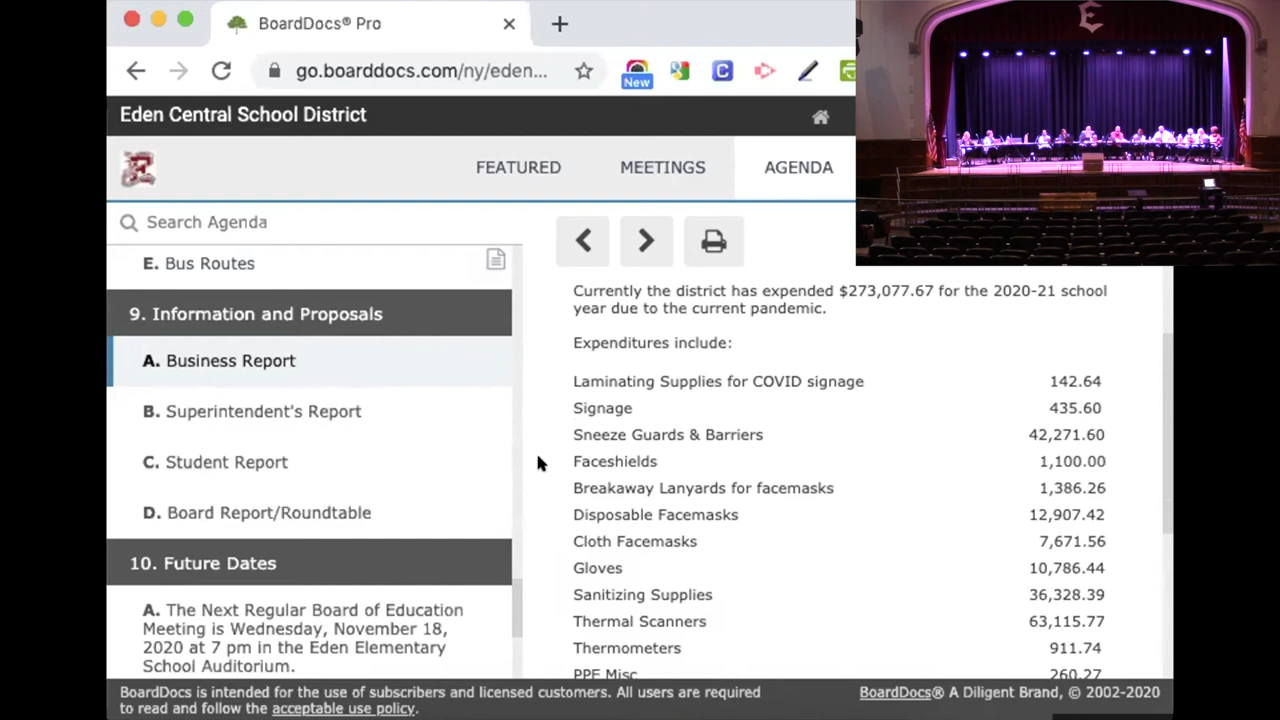 BoardDocs® Pro
go.boarddocs.com/ny/eden...
New
Eden Central School District
FEATURED
MEETINGS
AGENDA
Search Agenda
E. Bus Routes
9. Information and Proposals
A. Business Report
B. Superintendent's Report
C. Student Report
D. Board Report/Roundtable
10. Future Dates
A. The Next Regular Board of Education
Meeting is Wednesday, November 18,
2020 at 7 pm in the Eden Elementary
School Auditorium.
Currently the district has expended $273,077.67 for the 2020-21 school
year due to the current pandemic.
Expenditures include:
Laminating Supplies for COVID signage 142.64
Signage 435.60
Sneeze Guards & Barriers 42,271.60
Faceshields 1,100.00
Breakaway Lanyards for facemasks 1,386.26
Disposable Facemasks 12,907.42
Cloth Facemasks 7,671.56
Gloves 10,786.44
Sanitizing Supplies 36,328.39
Thermal Scanners 63,115.77
Thermometers 911.74
PPE Misc 260.27
BoardDocs is intended for the use of subscribers and licensed customers. All users are required
to read and follow the acceptable use policy.
BoardDocs® A Diligent Brand, © 2002-2020
E